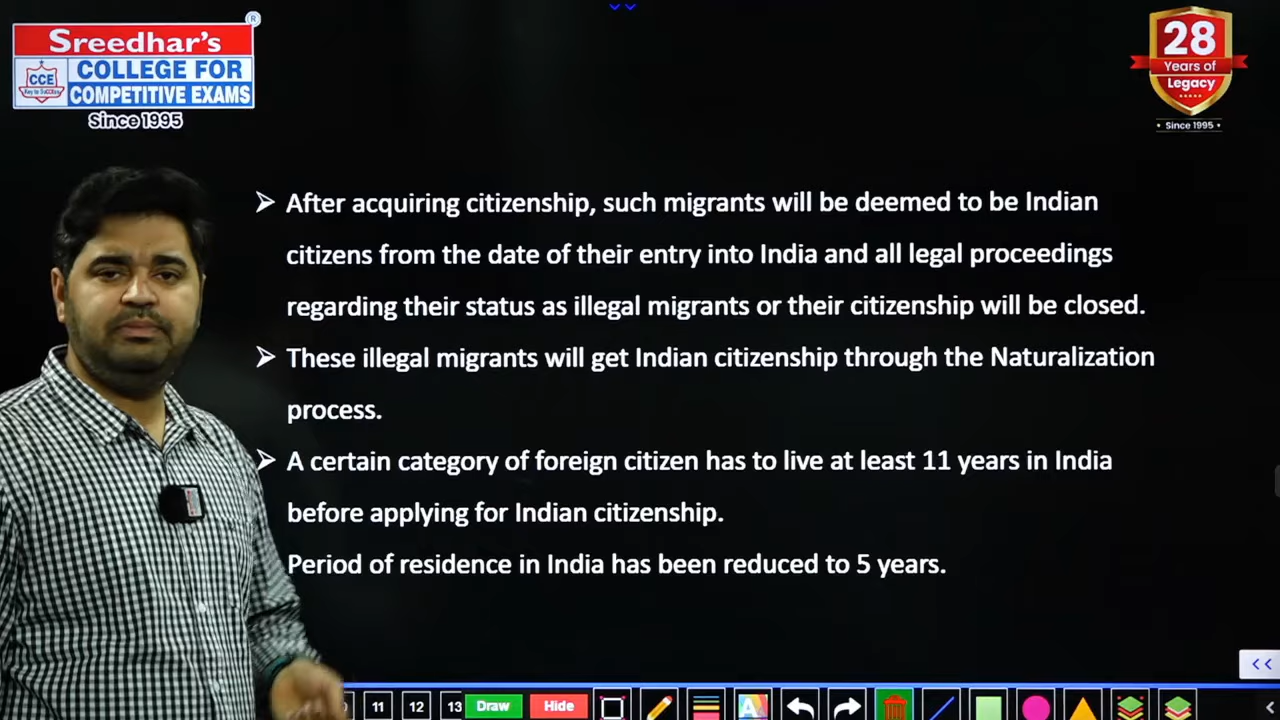 Sreedhar's
CCE
COLLEGE FOR
COMPETITIVE EXAMS
Since 1995
®
28
Years of
Legacy
• Since 1995 •
➤ After acquiring citizenship, such migrants will be deemed to be Indian
citizens from the date of their entry into India and all legal proceedings
regarding their status as illegal migrants or their citizenship will be closed.
➤ These illegal migrants will get Indian citizenship through the Naturalization
process.
➤ A certain category of foreign citizen has to live at least 11 years in India
before applying for Indian citizenship.
Period of residence in India has been reduced to 5 years.
11 12 13 Draw Hide A